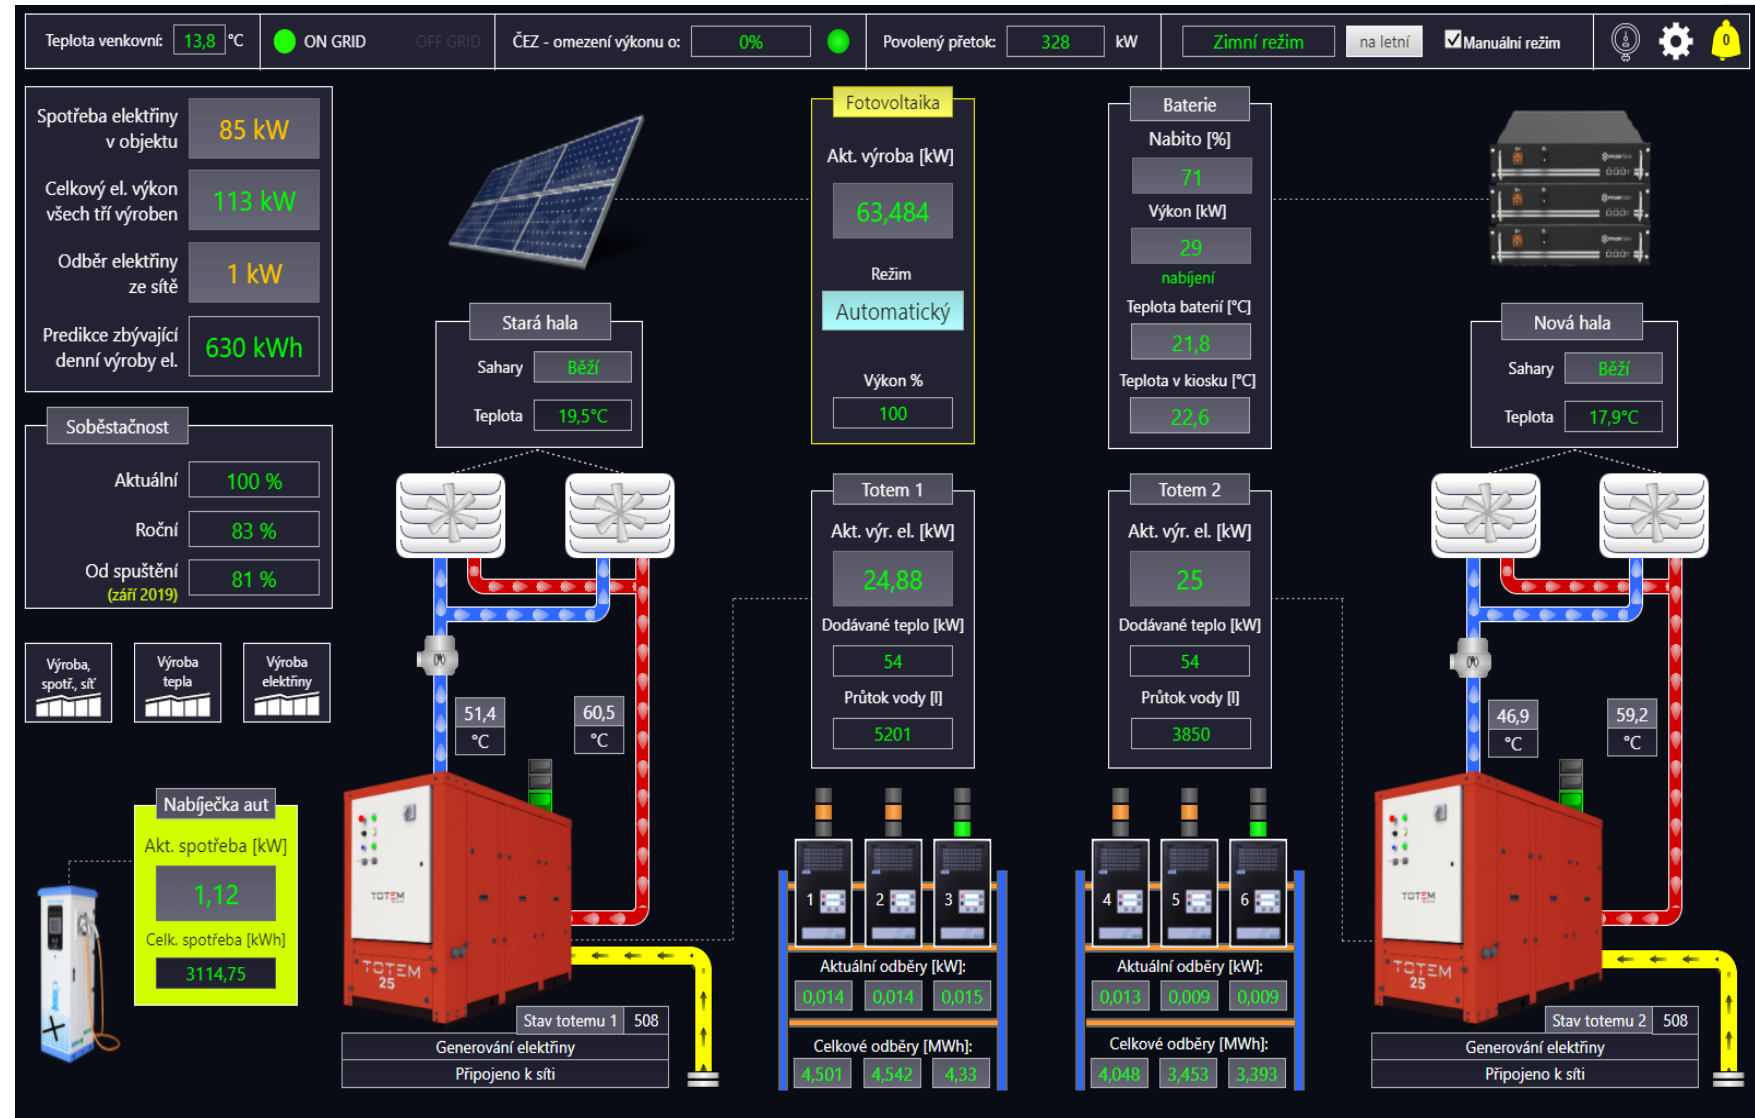 Teplota venkovní: 13,8 °C
ON GRID
OFF GRID
ČEZ - omezení výkonu o: 0%
Povolený přetok: 328 kW
Zimní režim
na letní
Manuální režim
0
Spotřeba elektřiny
v objektu
85 kW
Celkový el. výkon
všech tří výroben
113 kW
Odběr elektřiny
ze sítě
1 kW
Predikce zbývající
denní výroby el.
630 kWh
Soběstačnost
Aktuální 100 %
Roční 83 %
Od spuštění
(září 2019)
81 %
Výroba,
spotř., síť
Výroba
tepla
Výroba
elektřiny
Nabíječka aut
Akt. spotřeba [kW]
1,12
Celk. spotřeba [kWh]
3114,75
Stará hala
Sahary Běží
Teplota 19,5°C
51,4
°C
60,5
°C
TOTEM
TOTEM
25
Stav totemu 1 508
Generování elektřiny
Připojeno k síti
Fotovoltaika
Akt. výroba [kW]
63,484
Režim
Automatický
Výkon %
100
Baterie
Nabito [%]
71
Výkon [kW]
29
nabíjení
Teplota baterií [°C]
21,8
Teplota v kiosku [°C]
22,6
Totem 1
Akt. výr. el. [kW]
24,88
Dodávané teplo [kW]
54
Průtok vody [l]
5201
Totem 2
Akt. výr. el. [kW]
25
Dodávané teplo [kW]
54
Průtok vody [l]
3850
1 2 3
Aktuální odběry [kW]:
0,014 0,014 0,015
Celkové odběry [MWh]:
4,501 4,542 4,33
4 5 6
Aktuální odběry [kW]:
0,013 0,009 0,009
Celkové odběry [MWh]:
4,048 3,453 3,393
Nová hala
Sahary Běží
Teplota 17,9°C
46,9
°C
59,2
°C
TOTEM
TOTEM
25
Stav totemu 2 508
Generování elektřiny
Připojeno k síti